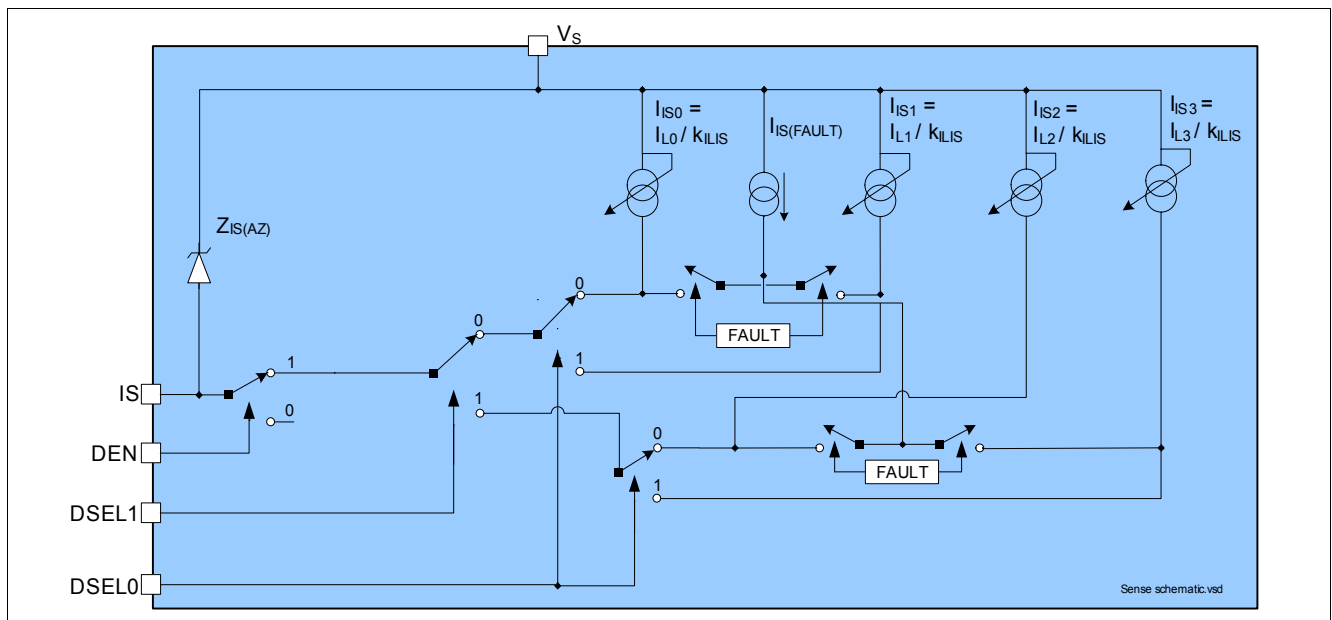 VS
IIS0 =
IL0 / kILIS
IIS(FAULT)
IIS1 =
IL1 / kILIS
IIS2 =
IL2 / kILIS
IIS3 =
IL3 / kILIS
ZIS(AZ)
0
0
1
FAULT
1
IS
0
1
0
DEN
FAULT
1
DSEL1
DSEL0
Sense schematic.vsd